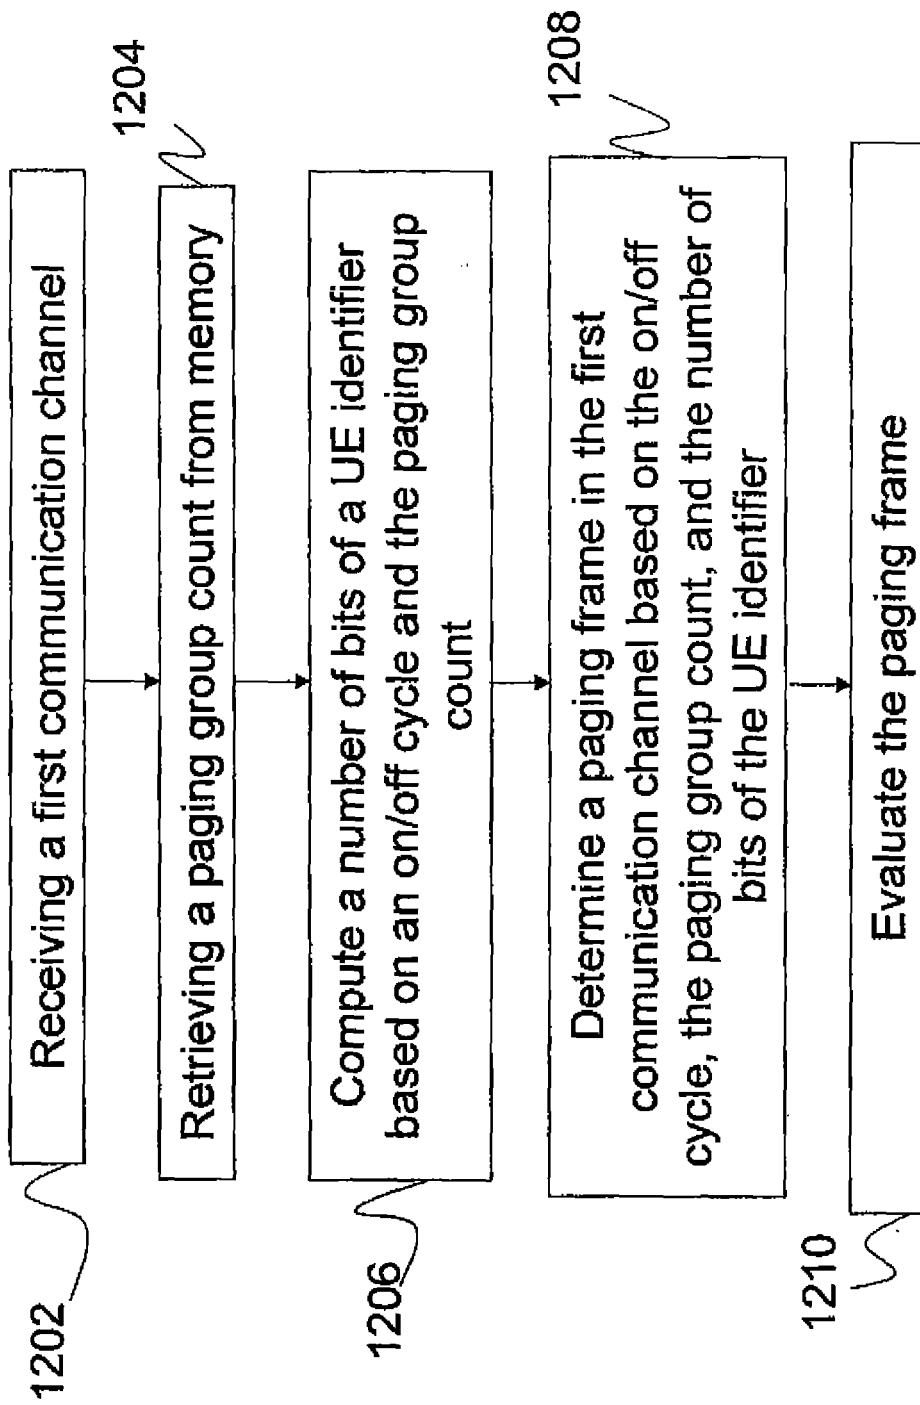 1202
Receiving a first communication channel
1204
Retrieving a paging group count from memory
1206
Compute a number of bits of a UE identifier
based on an on/off cycle and the paging group
count
1208
Determine a paging frame in the first
communication channel based on the on/off
cycle, the paging group count, and the number of
bits of the UE identifier
1210
Evaluate the paging frame